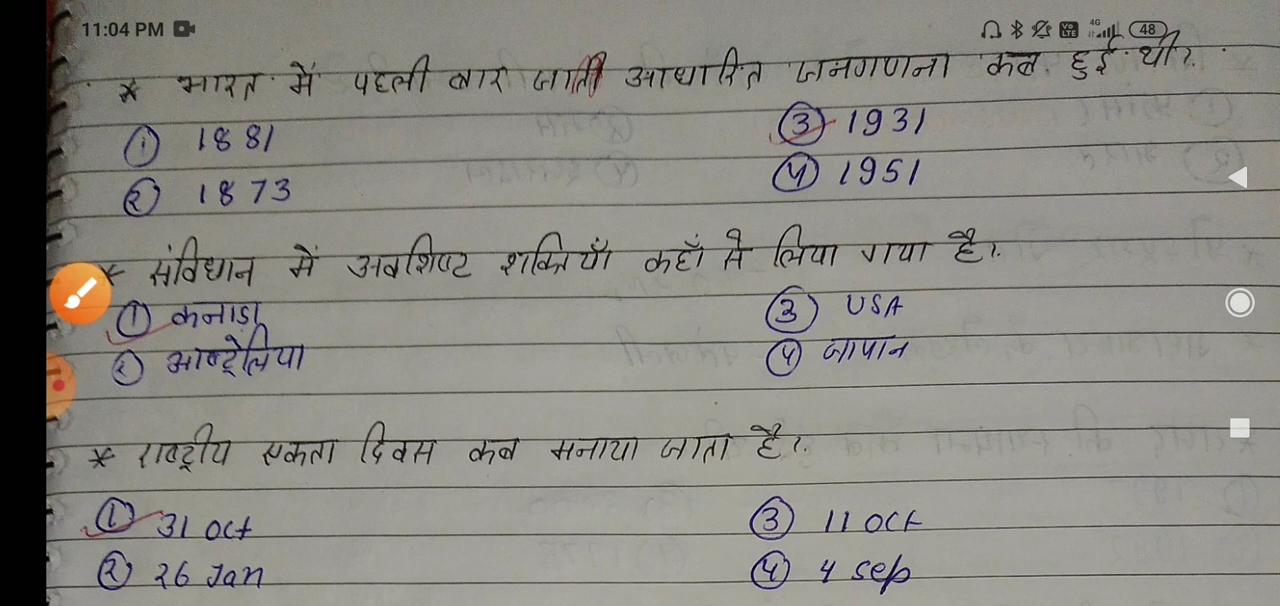 11:04 PM 4G 48
* भारत में पहली बार जाती आधारित जनगणना कब हुई थी?
① 1881 ③ 1931
② 1873 ④ 1951
* संविधान में अवशिष्ट शक्तियाँ कहाँ से लिया गया है?
① कनाडा ③ USA
② आष्ट्रेलिया ④ जापान
* राष्ट्रीय एकता दिवस कब मनाया जाता है?
① 31 Oct ③ 11 Oct
② 26 Jan ④ 4 Sep